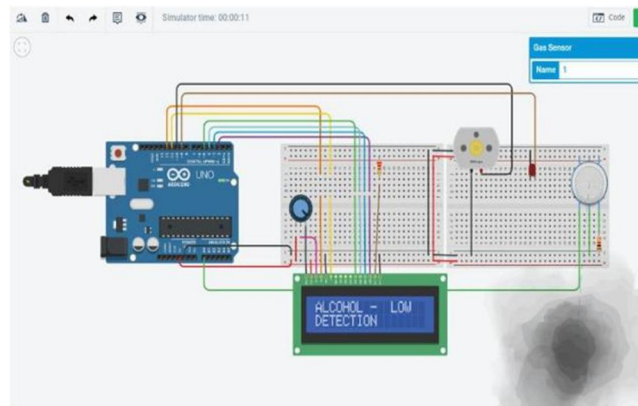 Simulator time: 00:00:11
Code
Gas Sensor
Name 1
UNO
ARDUINO
ALCOHOL - LOW
DETECTION